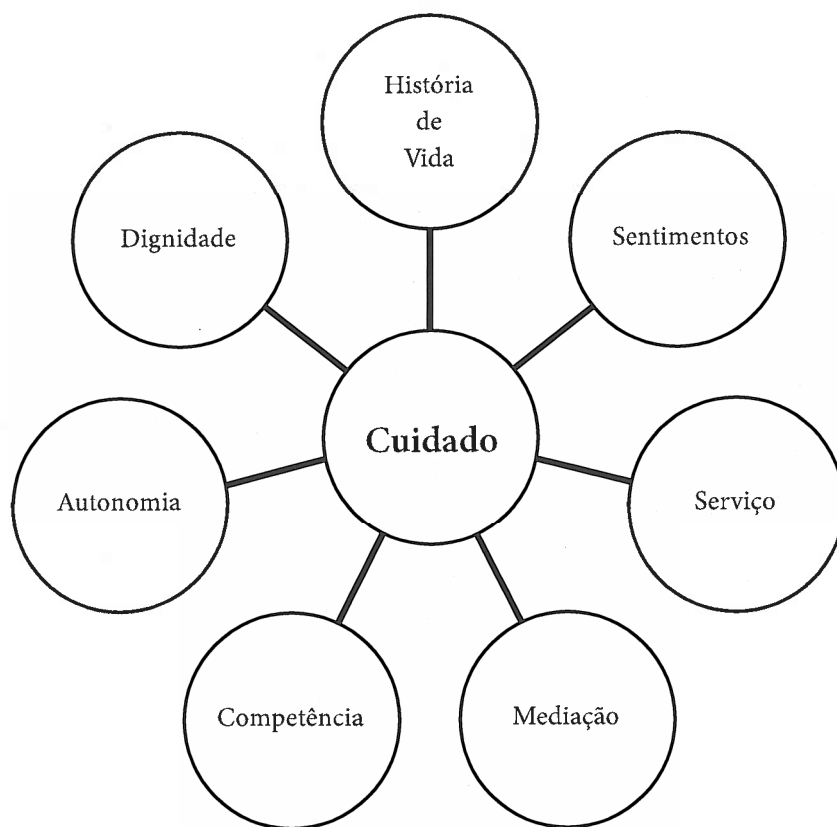 História
de
Vida
Dignidade
Sentimentos
Cuidado
Autonomia
Serviço
Competência
Mediação